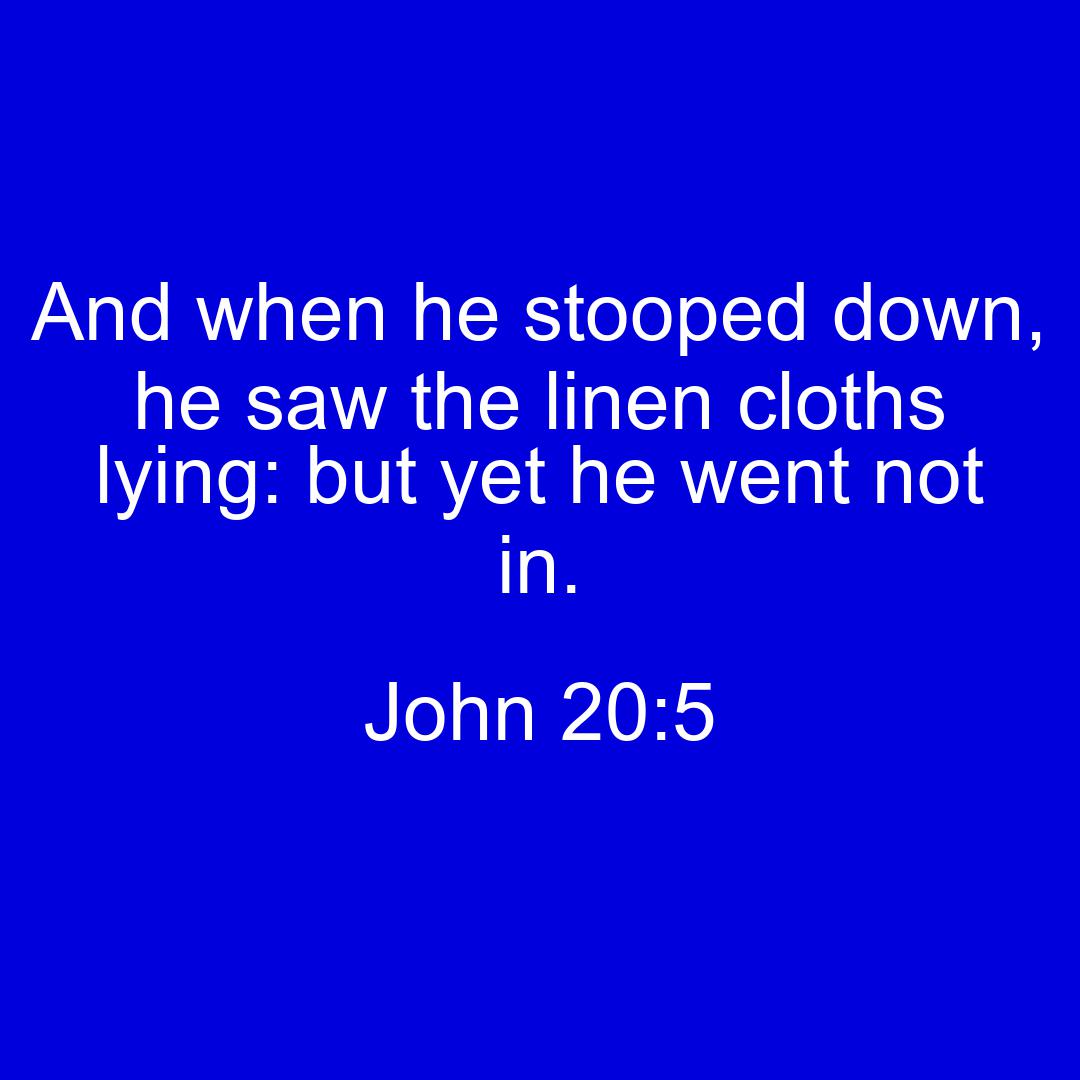 And when he stooped down,
he saw the linen cloths
lying: but yet he went not
in.
John 20:5